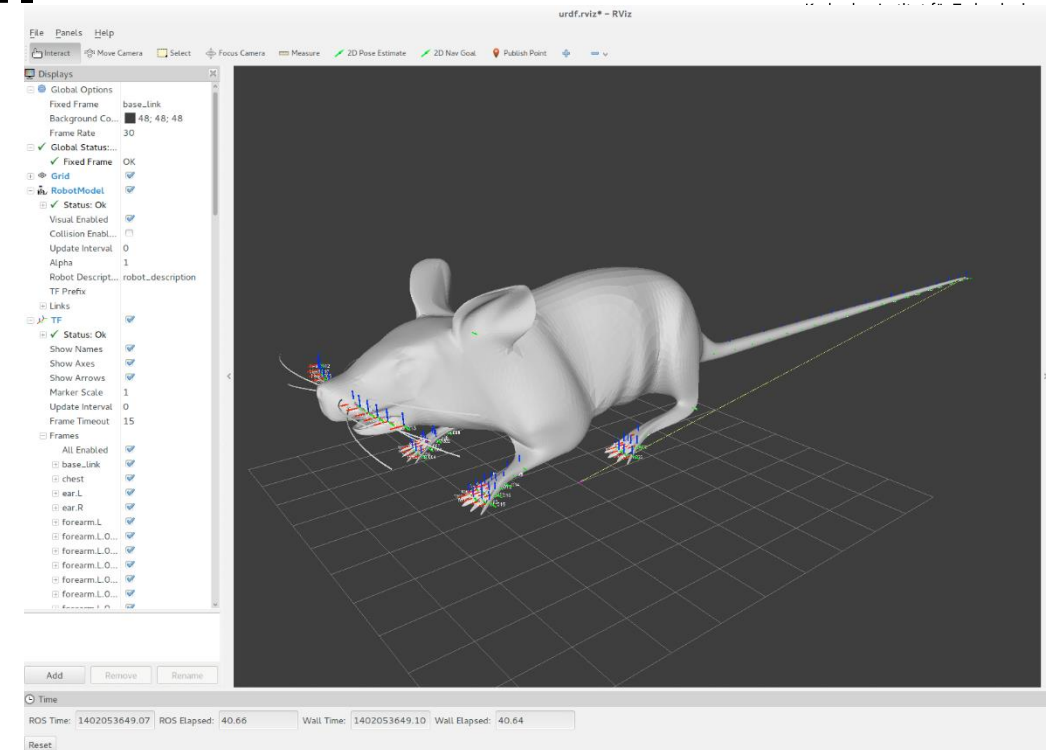 urdf.rviz* – RViz
File Panels Help
Interact Move Camera Select Focus Camera Measure 2D Pose Estimate 2D Nav Goal Publish Point
Displays
Global Options
Fixed Frame base_link
Background Co... 48; 48; 48
Frame Rate 30
Global Status:...
Fixed Frame OK
Grid
RobotModel
Status: Ok
Visual Enabled
Collision Enabl...
Update Interval 0
Alpha 1
Robot Descript... robot_description
TF Prefix
Links
TF
Status: Ok
Show Names
Show Axes
Show Arrows
Marker Scale 1
Update Interval 0
Frame Timeout 15
Frames
All Enabled
base_link
chest
ear.L
ear.R
forearm.L
forearm.L.0...
forearm.L.0...
forearm.L.0...
forearm.L.0...
Add Remove Rename
Time
ROS Time: 1402053649.07 ROS Elapsed: 40.66 Wall Time: 1402053649.10 Wall Elapsed: 40.64
Reset